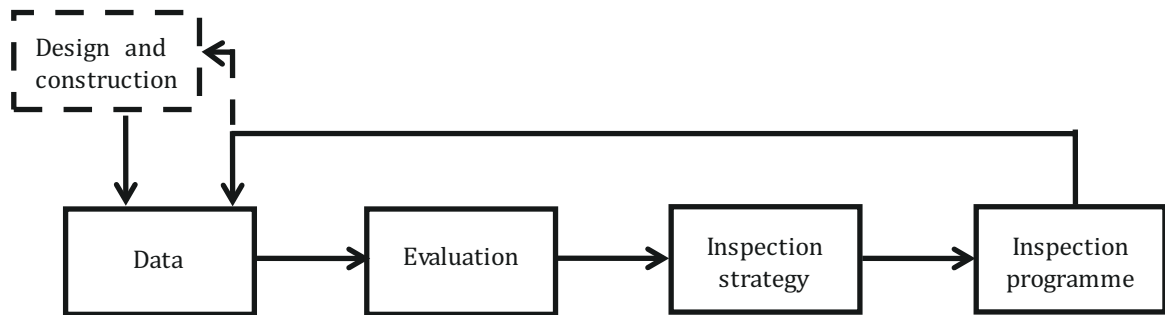 Design and
construction
Data
Evaluation
Inspection
strategy
Inspection
programme